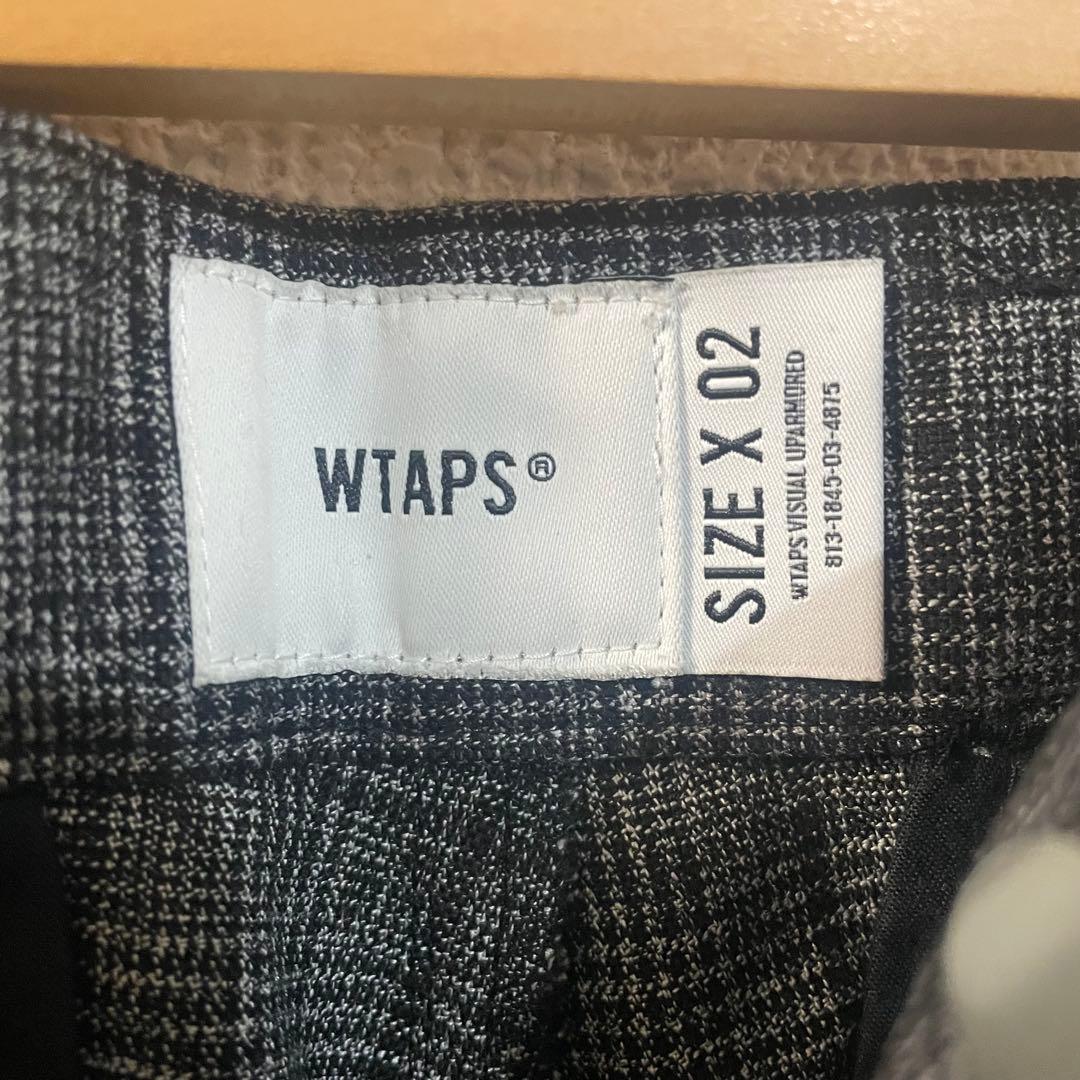 WTAPS®
SIZE X 02
WTAPS VISUAL UPARMORED
813-1845-03-4875